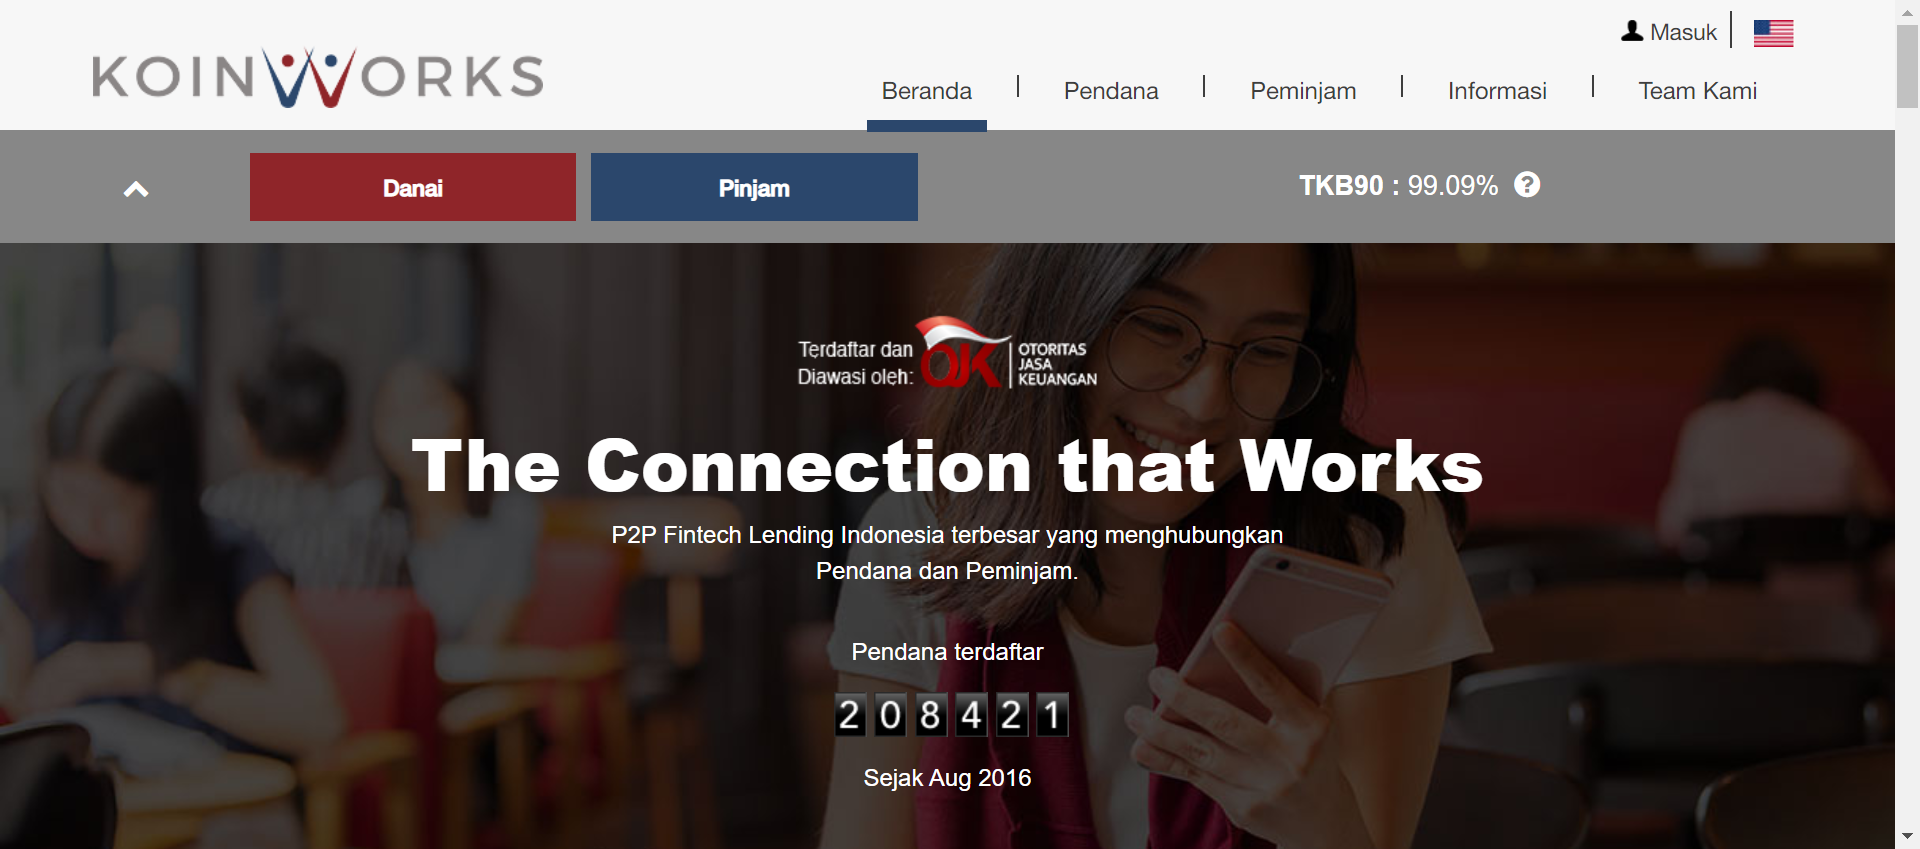 KOINWORKS
Masuk
Beranda
Pendana
Peminjam
Informasi
Team Kami
Danai
Pinjam
TKB90 : 99.09% ?
Terdaftar dan
Diawasi oleh:
OJK
OTORITAS
JASA
KEUANGAN
The Connection that Works
P2P Fintech Lending Indonesia terbesar yang menghubungkan
Pendana dan Peminjam.
Pendana terdaftar
208421
Sejak Aug 2016